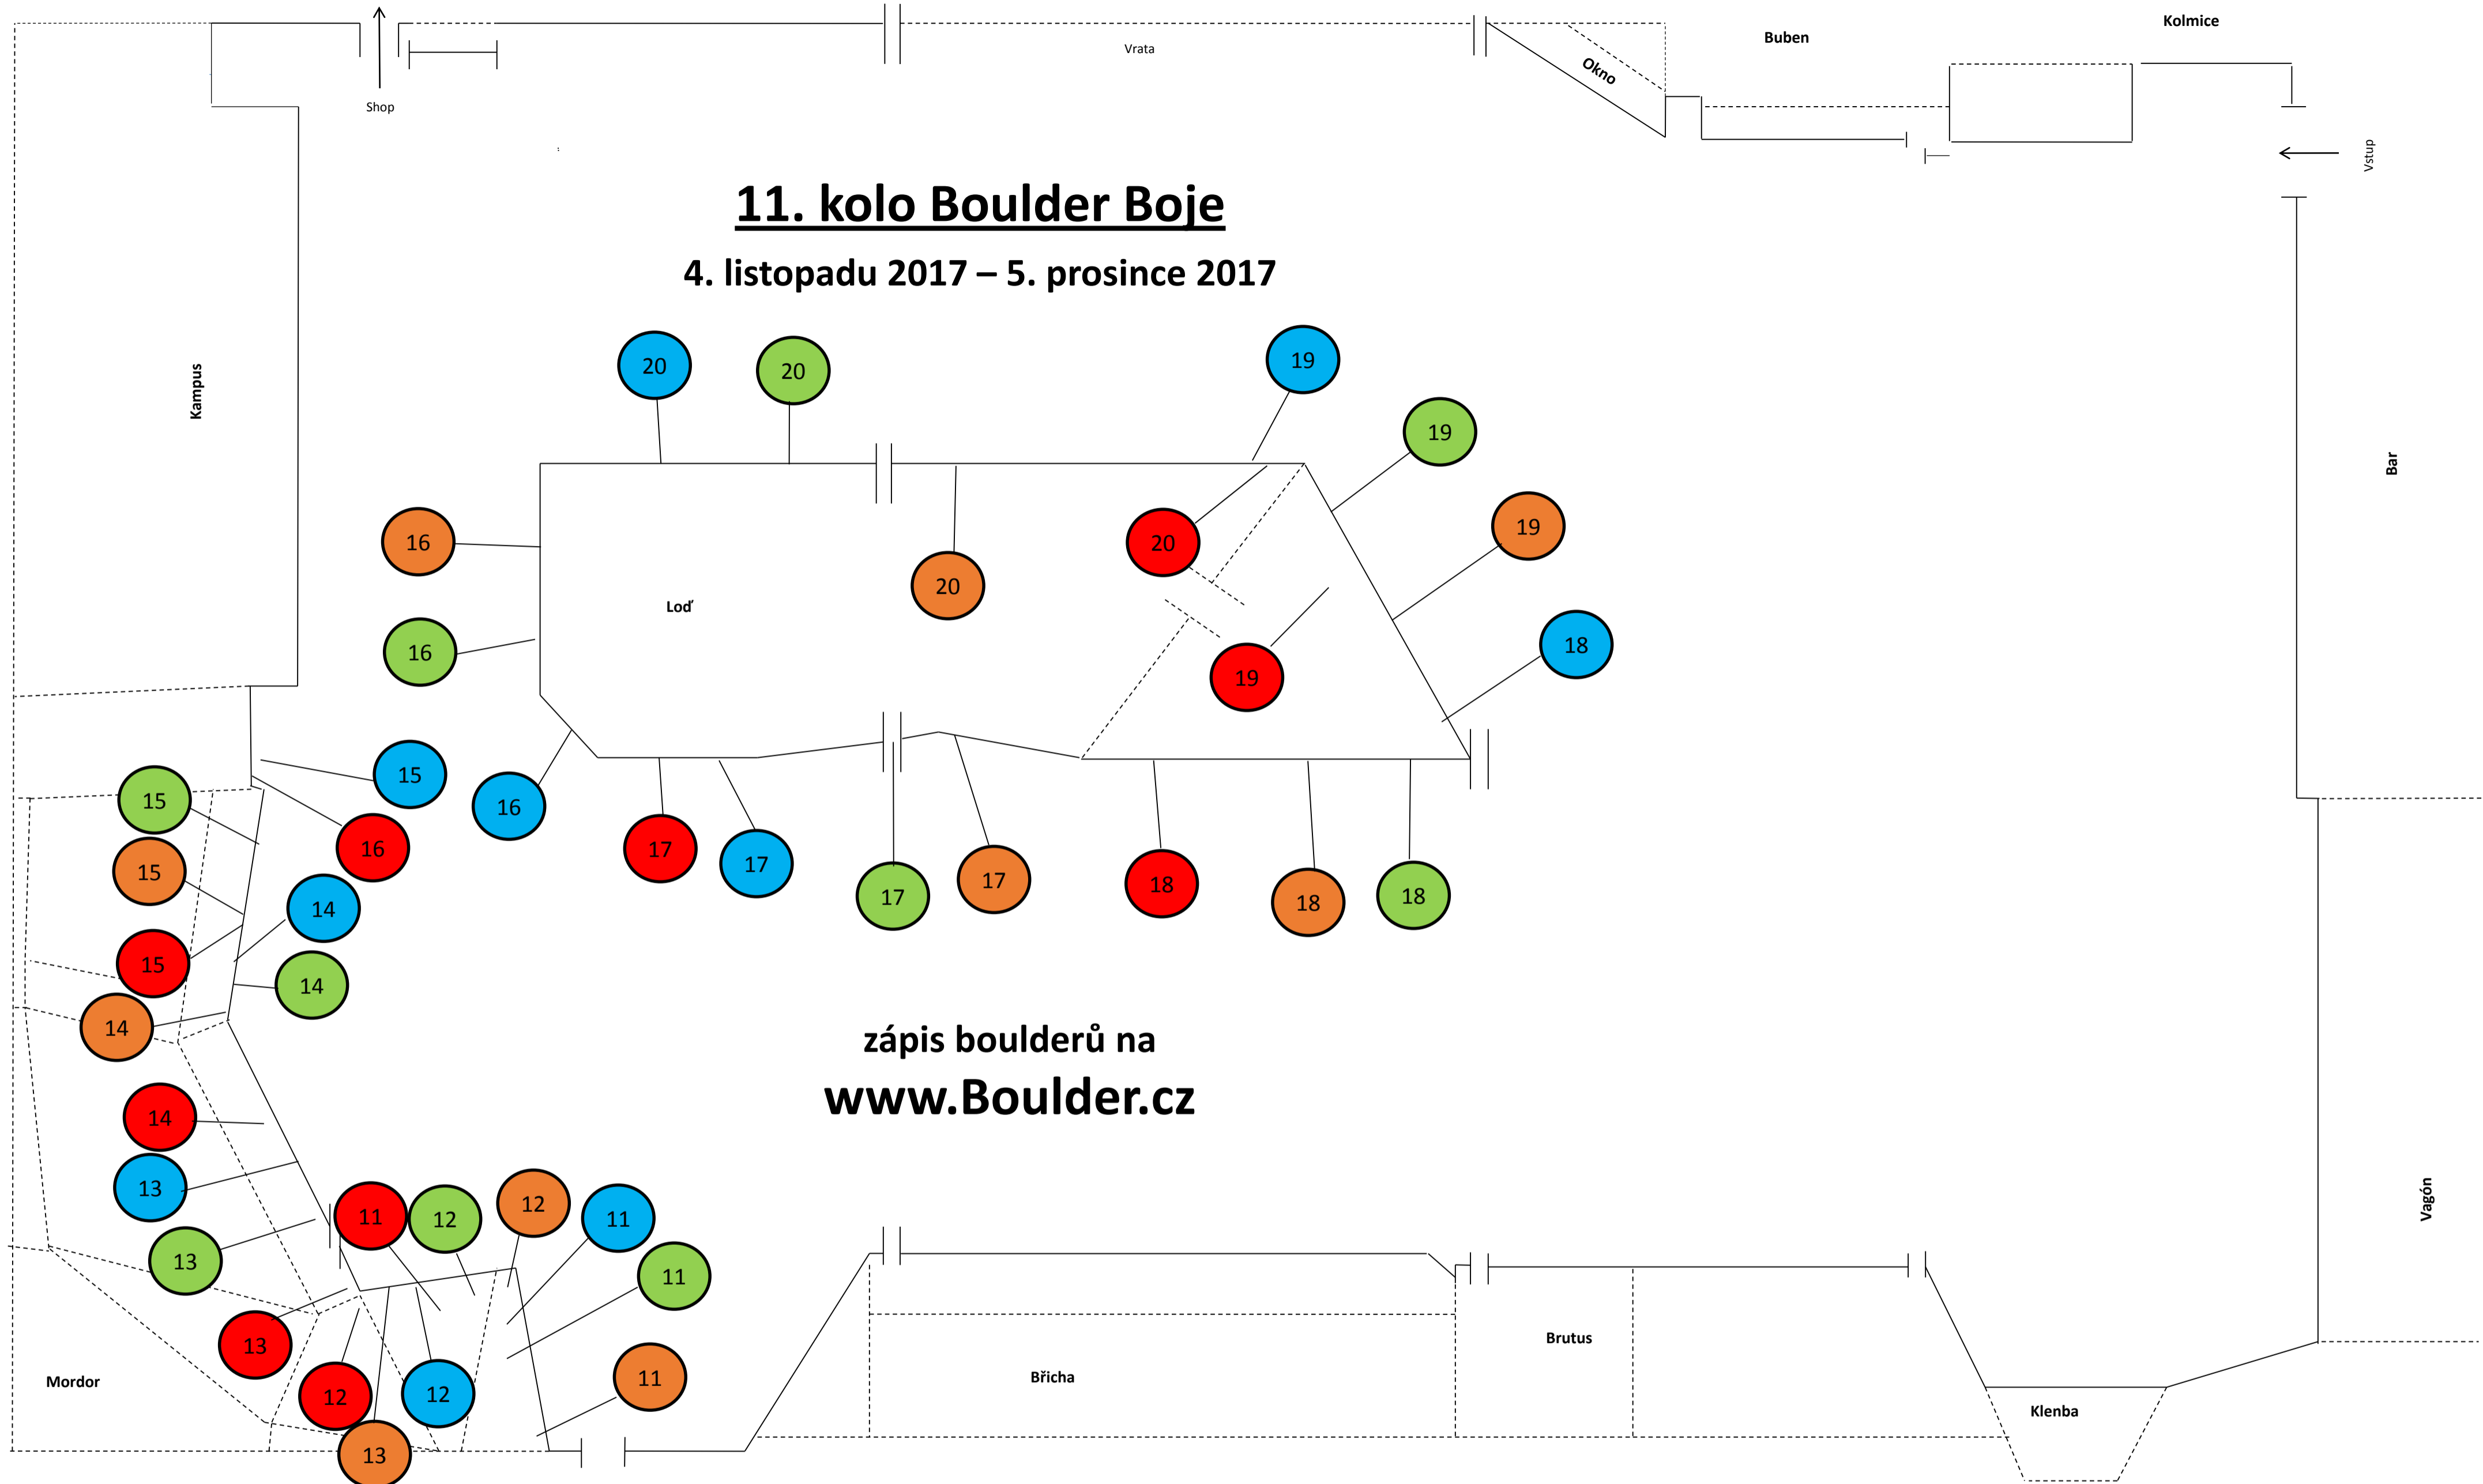 Kolmice
Buben
Vrata
Okno
Shop
Vstup
11. kolo Boulder Boje
4. listopadu 2017 – 5. prosince 2017
Kampus
20
20
19
19
Bar
16
20
19
20
Loď
16
18
19
15
15
16
16
17
17
15
17
17
18
18
18
14
15
14
14
zápis boulderů na
www.Boulder.cz
14
13
11
12
12
11
Vagón
13
11
13
Brutus
Mordor
12
12
Břicha
11
Klenba
13